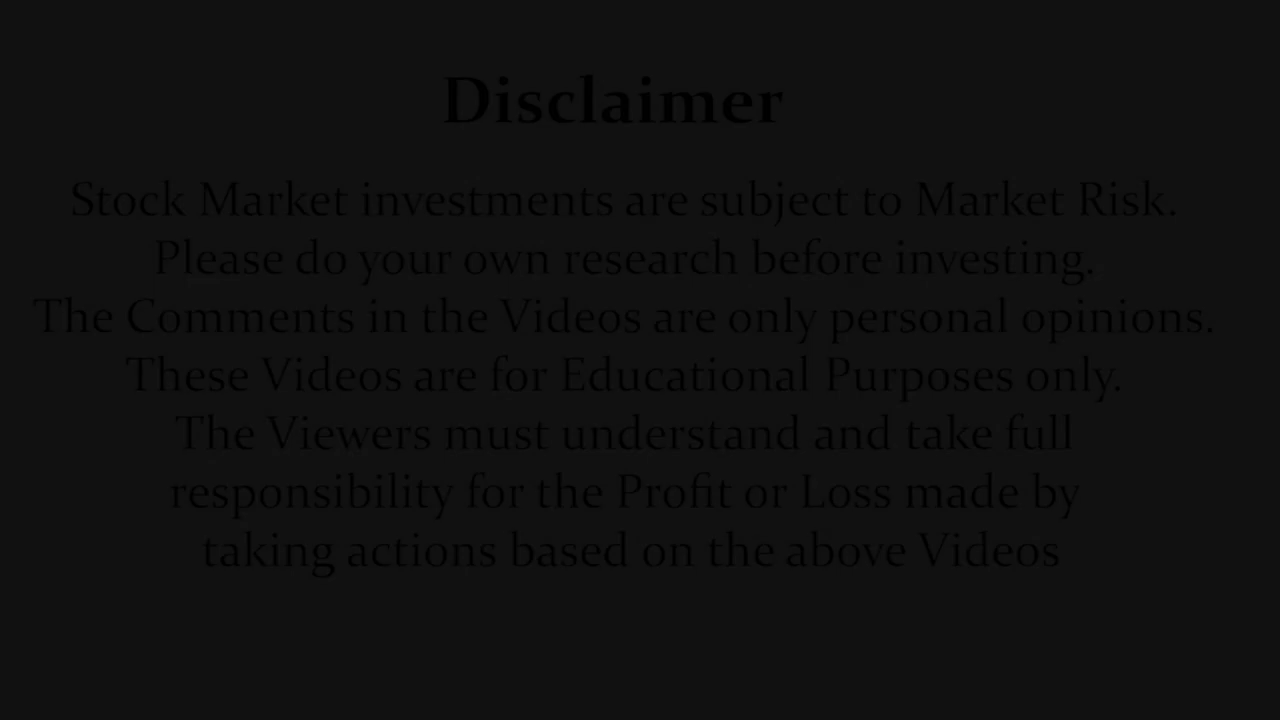 Disclaimer
Stock Market investments are subject to Market Risk.
Please do your own research before investing.
The Comments in the Videos are only personal opinions.
These Videos are for Educational Purposes only.
The Viewers must understand and take full
responsibility for the Profit or Loss made by
taking actions based on the above Videos